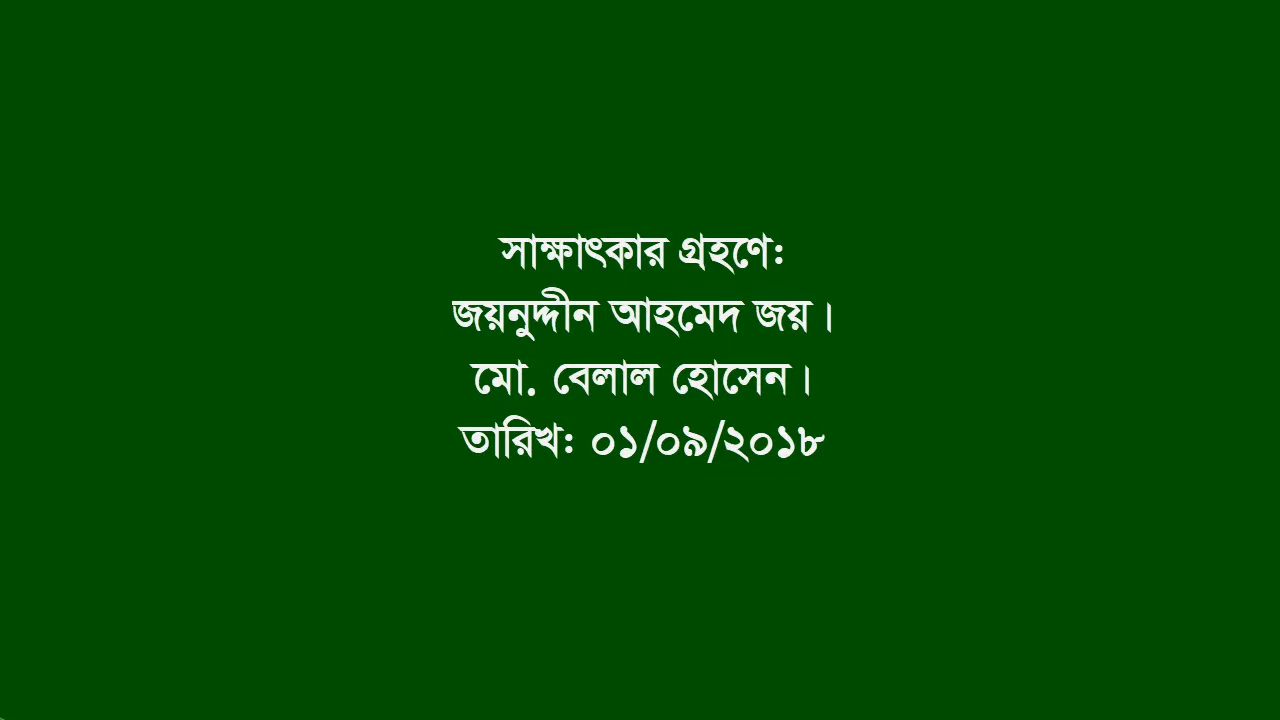 সাক্ষাৎকার গ্রহণে:
জয়নুদ্দীন আহমেদ জয়।
মো. বেলাল হোসেন।
তারিখ: ০১/০৯/২০১৮